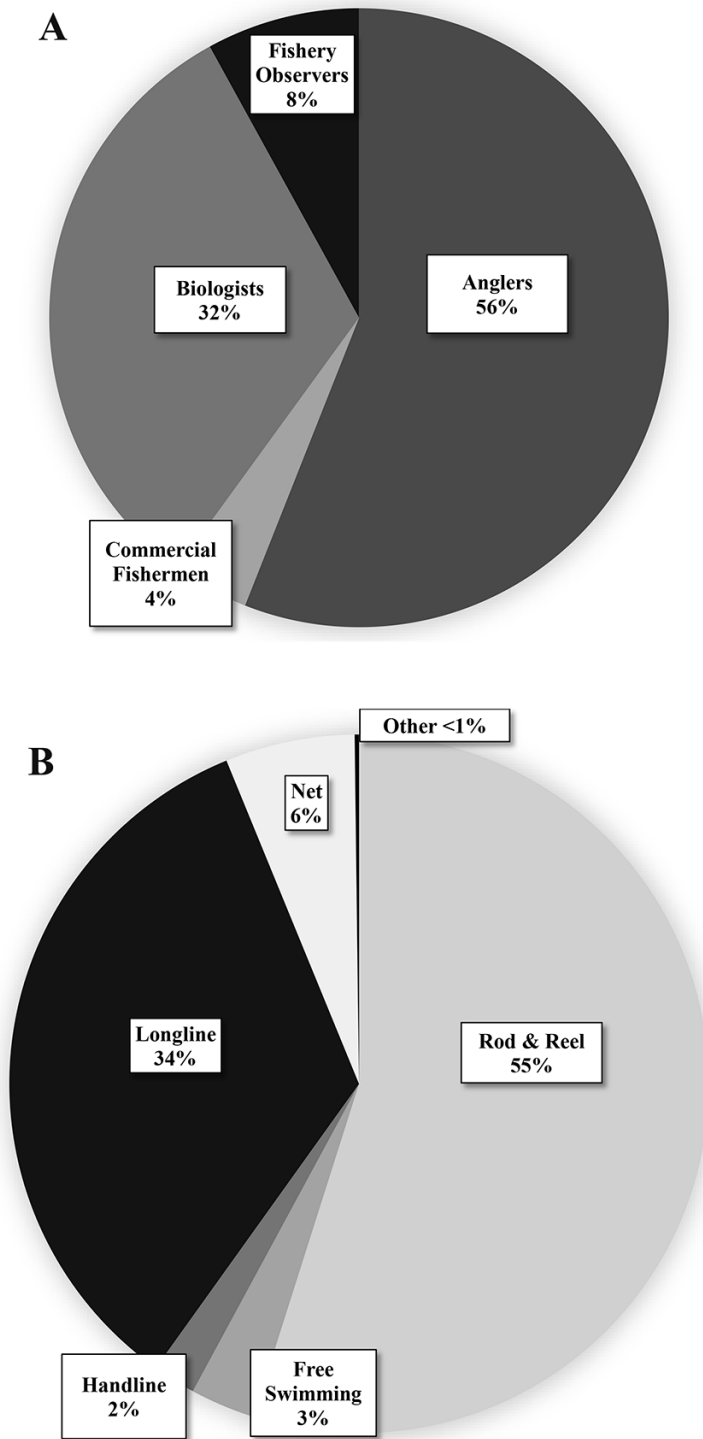 A
Fishery
Observers
8%
Biologists
32%
Anglers
56%
Commercial
Fishermen
4%
B
Other <1%
Net
6%
Longline
34%
Rod & Reel
55%
Handline
2%
Free
Swimming
3%